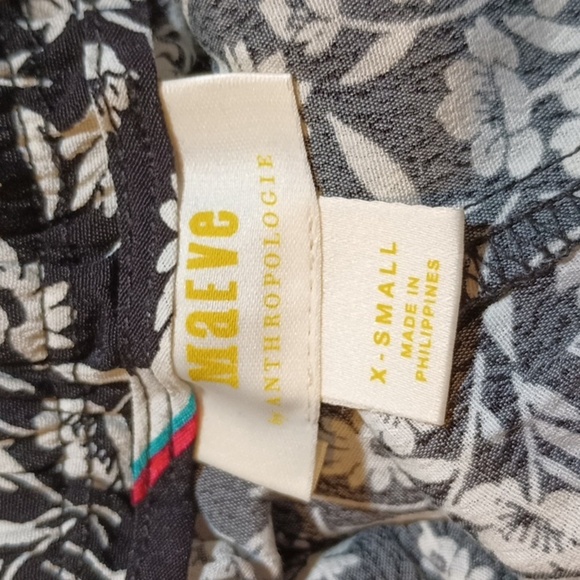 MaEVe
@ANTHROPOLOGIE
X-SMALL
MADE IN
PHILIPPINES